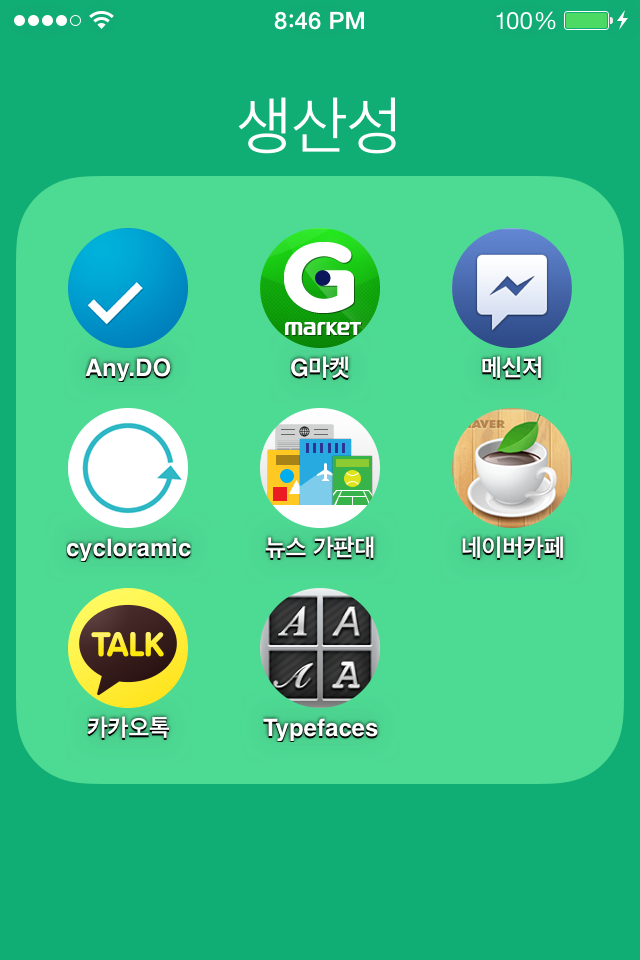 8:46 PM 100%
생산성
G
market
Any.DO G마켓 메신저
NAVER
cycloramic 뉴스 가판대 네이버카페
TALK
A A
A A
카카오톡 Typefaces